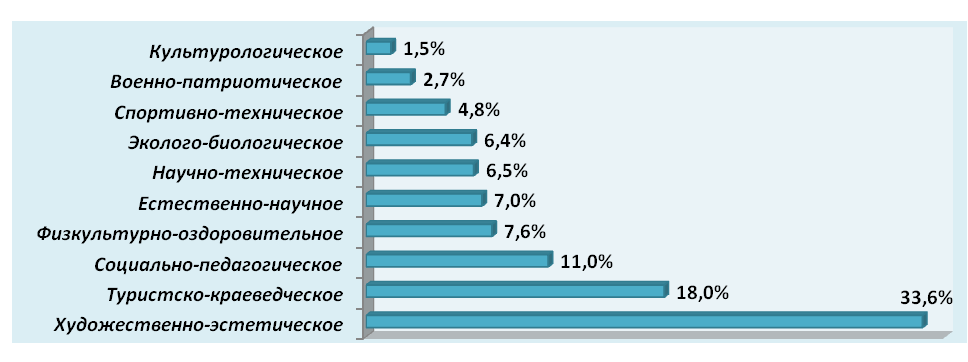 Культурологическое 1,5%
Военно-патриотическое 2,7%
Спортивно-техническое 4,8%
Эколого-биологическое 6,4%
Научно-техническое 6,5%
Естественно-научное 7,0%
Физкультурно-оздоровительное 7,6%
Социально-педагогическое 11,0%
Туристско-краеведческое 18,0%
Художественно-эстетическое 33,6%